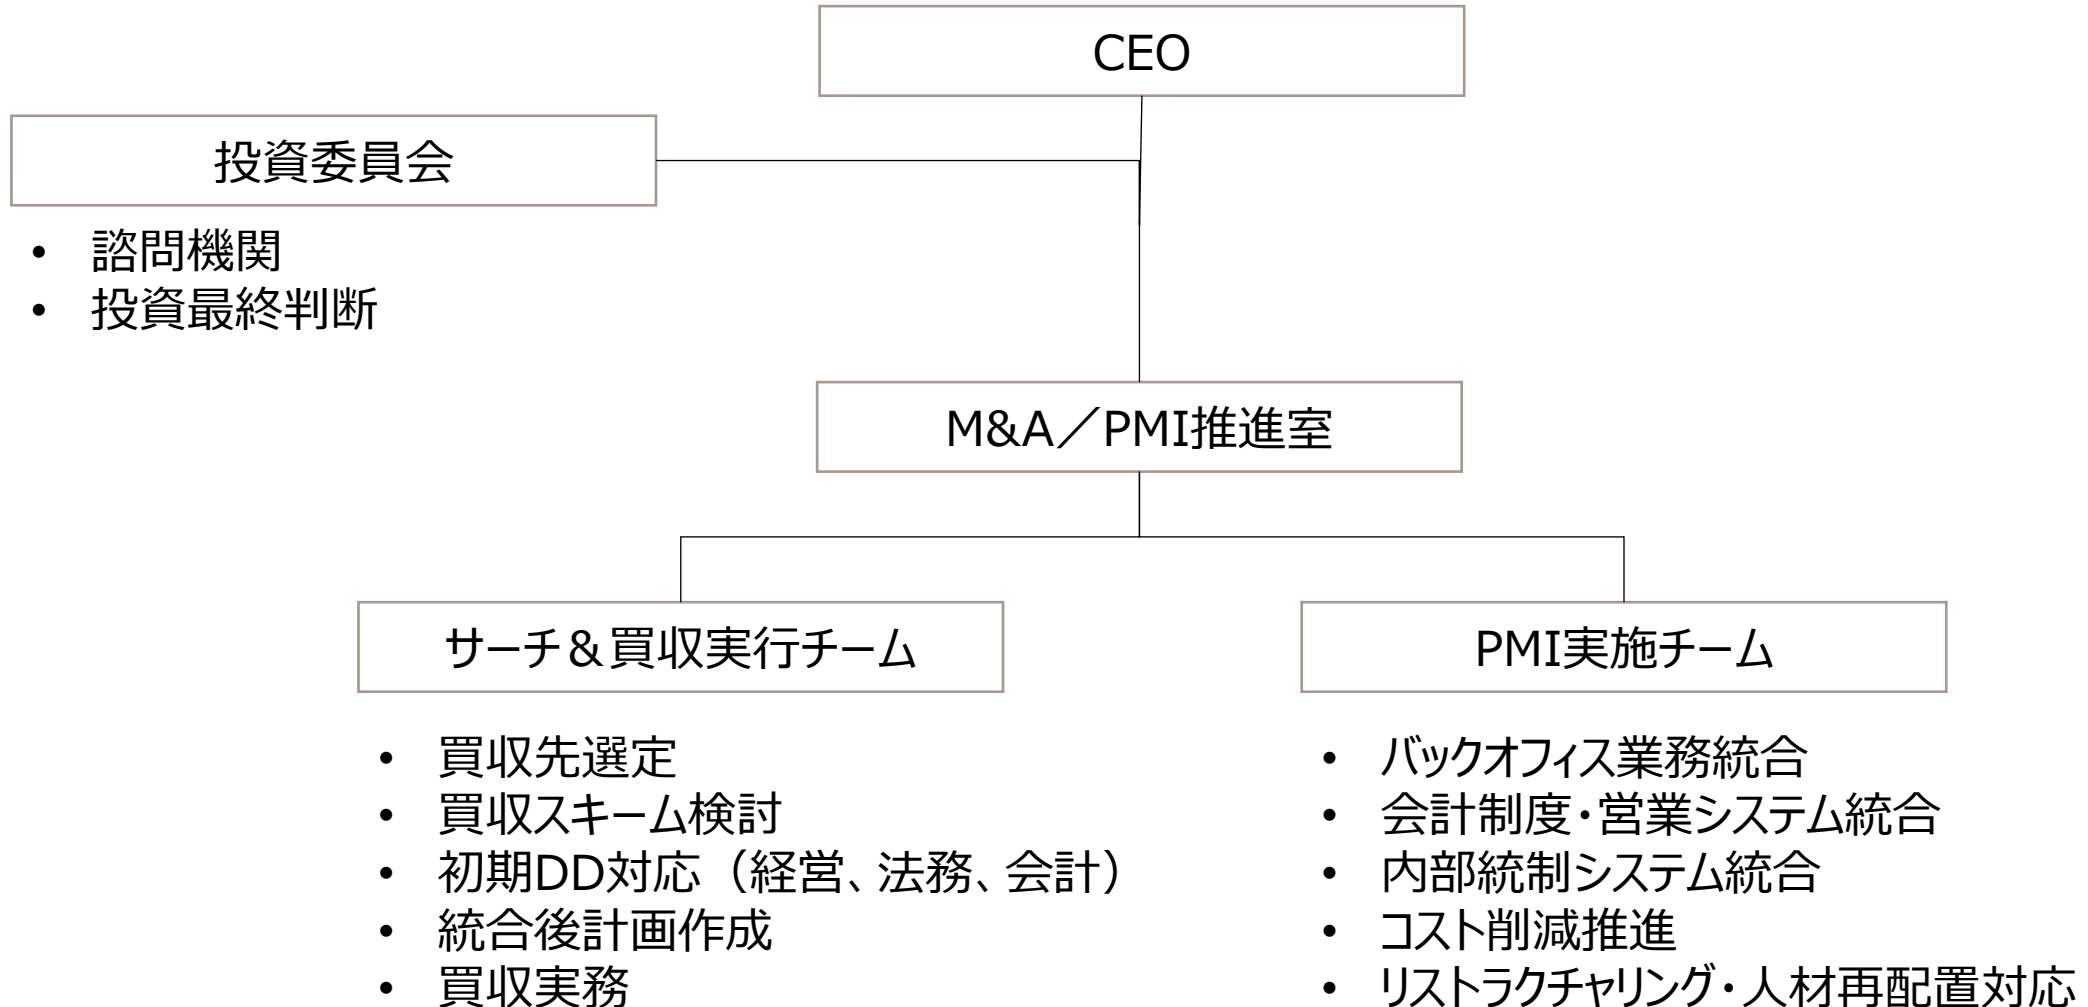 CEO
投資委員会
• 諮問機関
• 投資最終判断
M&A／PMI推進室
サーチ＆買収実行チーム
• 買収先選定
• 買収スキーム検討
• 初期DD対応（経営、法務、会計）
• 統合後計画作成
• 買収実務
PMI実施チーム
• バックオフィス業務統合
• 会計制度・営業システム統合
• 内部統制システム統合
• コスト削減推進
• リストラクチャリング・人材再配置対応